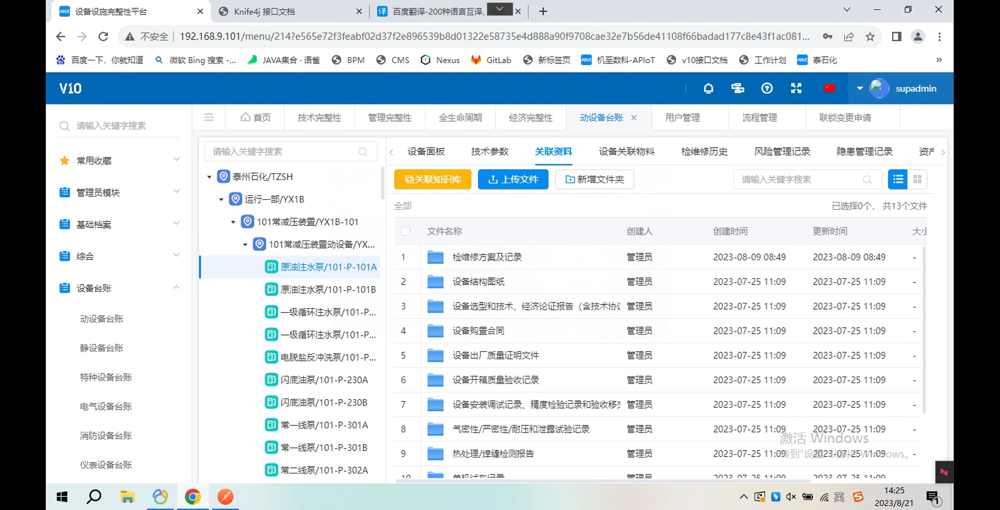 设备设施完整性平台
Knife4j 接口文档
百度翻译-200种语言互译、
不安全
192.168.9.101/menu/214?e565e72f3feabf02d37f2e896539b8d01322e58735e4d888a90f9708cae32e7b56de41108f66badad177c8e43f1ac081...
百度一下，你就知道
微软 Bing 搜索 -...
JAVA集合 · 语雀
BPM
CMS
Nexus
GitLab
新标签页
机至数科-APIoT
v10接口文档
工作计划
泰石化
V10
supadmin
请输入关键字搜索
首页
技术完整性
管理完整性
全生命周期
经济完整性
动设备台账
用户管理
流程管理
联锁变更申请
常用收藏
管理员模块
基础档案
综合
设备台账
动设备台账
静设备台账
特种设备台账
电气设备台账
消防设备台账
仪表设备台账
请输入关键字搜索
泰州石化/TZSH
运行一部/YX1B
101常减压装置/YX1B-101
101常减压装置动设备/YX...
原油注水泵/101-P-101A
原油注水泵/101-P-101B
一级循环注水泵/101-P...
一级循环注水泵/101-P...
电脱盐反冲洗泵/101-P...
闪底油泵/101-P-230A
闪底油泵/101-P-230B
常一线泵/101-P-301A
常一线泵/101-P-301B
常二线泵/101-P-302A
设备面板
技术参数
关联资料
设备关联物料
检维修历史
风险管理记录
隐患管理记录
资产
关联知识库
上传文件
新增文件夹
请输入关键字搜索
全部
已选择0个， 共13个文件
文件名称 创建人 创建时间 更新时间 大小
1 检维修方案及记录 管理员 2023-08-09 08:49 2023-08-09 08:49 -
2 设备结构图纸 管理员 2023-07-25 11:09 2023-07-25 11:09 -
3 设备选型和技术、经济论证报告（含技术协议 管理员 2023-07-25 11:09 2023-07-25 11:09 -
4 设备购置合同 管理员 2023-07-25 11:09 2023-07-25 11:09 -
5 设备出厂质量证明文件 管理员 2023-07-25 11:09 2023-07-25 11:09 -
6 设备开箱质量验收记录 管理员 2023-07-25 11:09 2023-07-25 11:09 -
7 设备安装调试记录、精度检验记录和验收移交 管理员 2023-07-25 11:09 2023-07-25 11:09 -
8 气密性/严密性/耐压和泄露试验记录 管理员 2023-07-25 11:09 2023-07-25 11:09 -
9 热处理/焊缝检测报告 管理员 2023-07-25 11:09 2023-07-25 11:09 -
10 单机试车记录 管理员 2023-07-25 11:09 2023-07-25 11:09
激活 Windows
转到"设置"以激活 Windows。
英
14:25
2023/8/21
1